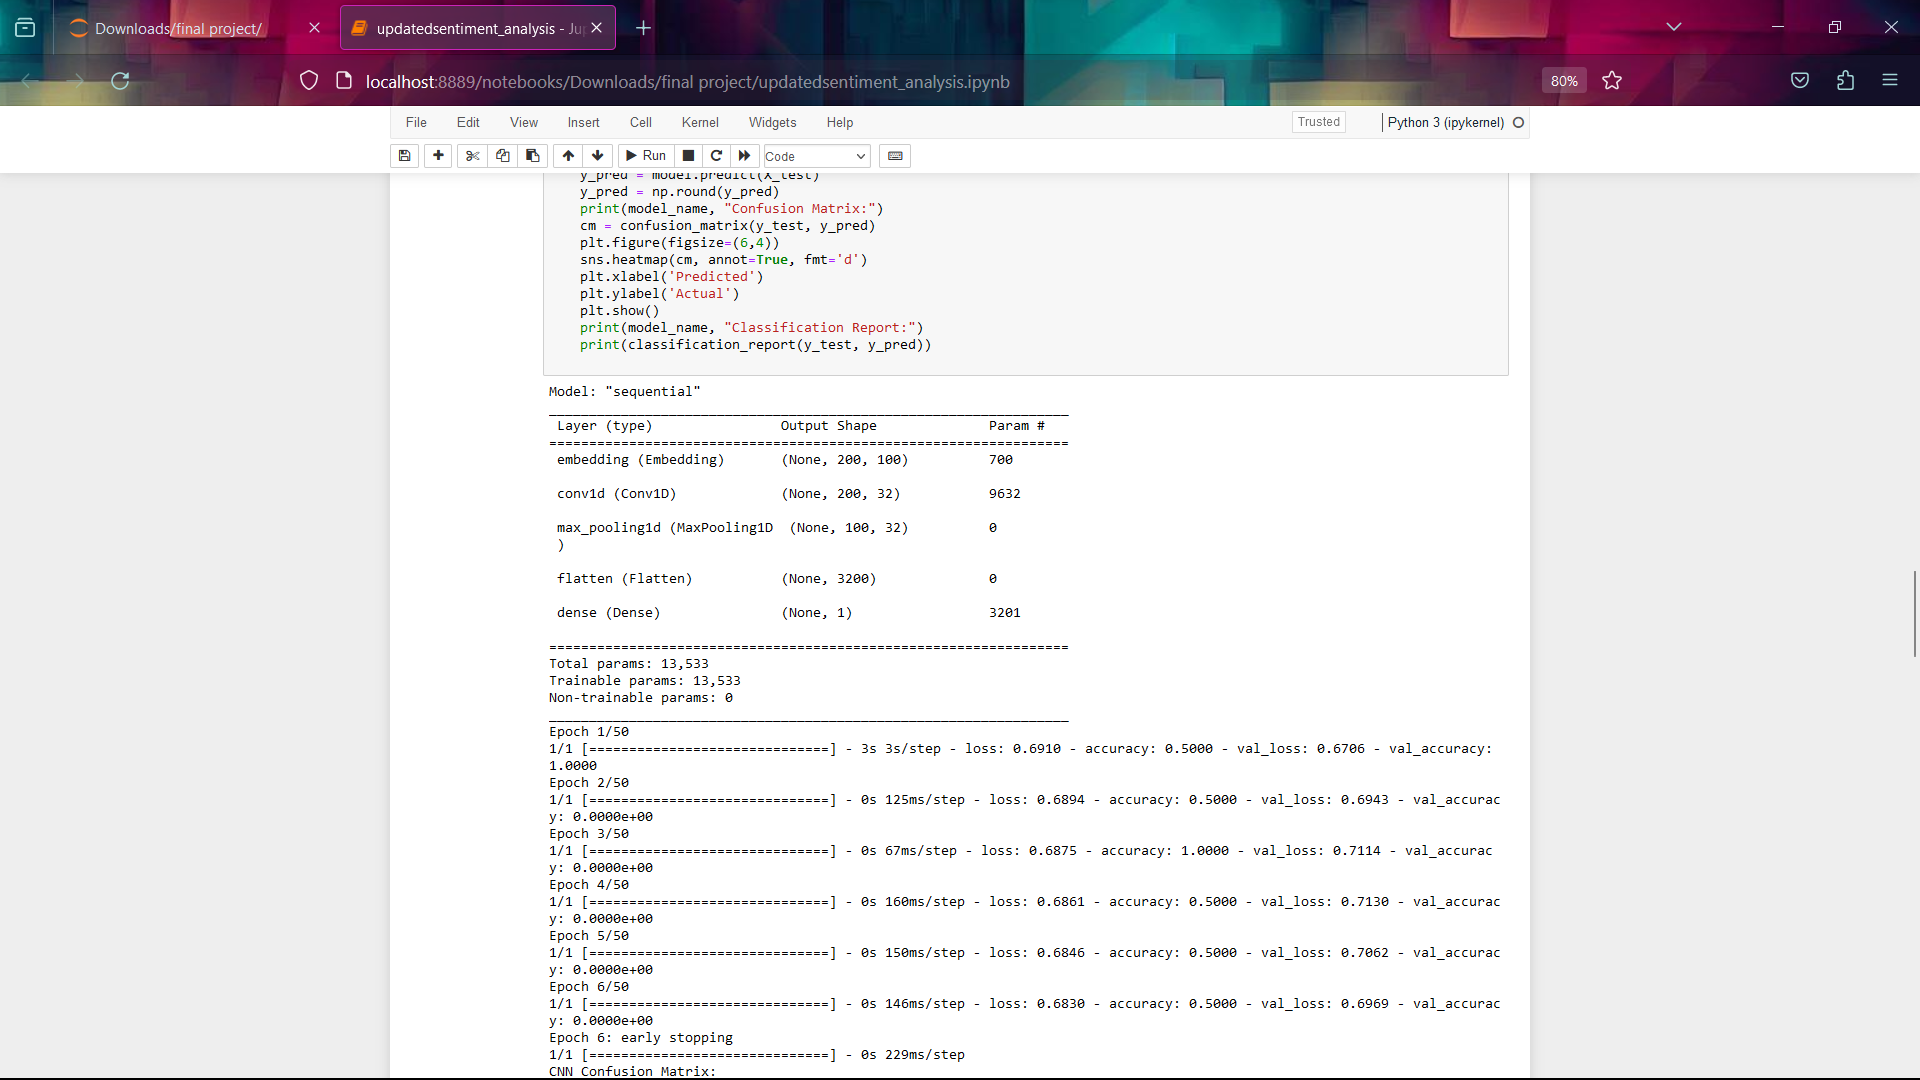 Downloads/final project/
updatedsentiment_analysis - Ju
localhost:8889/notebooks/Downloads/final project/updatedsentiment_analysis.ipynb
80%
File Edit View Insert Cell Kernel Widgets Help
Trusted
Python 3 (ipykernel)
Run
Code
y_pred = model.predict(X_test)
y_pred = np.round(y_pred)
print(model_name, "Confusion Matrix:")
cm = confusion_matrix(y_test, y_pred)
plt.figure(figsize=(6,4))
sns.heatmap(cm, annot=True, fmt='d')
plt.xlabel('Predicted')
plt.ylabel('Actual')
plt.show()
print(model_name, "Classification Report:")
print(classification_report(y_test, y_pred))
Model: "sequential"
_________________________________________________________________
Layer (type) Output Shape Param #
=================================================================
embedding (Embedding) (None, 200, 100) 700
conv1d (Conv1D) (None, 200, 32) 9632
max_pooling1d (MaxPooling1D (None, 100, 32) 0
)
flatten (Flatten) (None, 3200) 0
dense (Dense) (None, 1) 3201
=================================================================
Total params: 13,533
Trainable params: 13,533
Non-trainable params: 0
_________________________________________________________________
Epoch 1/50
1/1 [==============================] - 3s 3s/step - loss: 0.6910 - accuracy: 0.5000 - val_loss: 0.6706 - val_accuracy:
1.0000
Epoch 2/50
1/1 [==============================] - 0s 125ms/step - loss: 0.6894 - accuracy: 0.5000 - val_loss: 0.6943 - val_accurac
y: 0.0000e+00
Epoch 3/50
1/1 [==============================] - 0s 67ms/step - loss: 0.6875 - accuracy: 1.0000 - val_loss: 0.7114 - val_accurac
y: 0.0000e+00
Epoch 4/50
1/1 [==============================] - 0s 160ms/step - loss: 0.6861 - accuracy: 0.5000 - val_loss: 0.7130 - val_accurac
y: 0.0000e+00
Epoch 5/50
1/1 [==============================] - 0s 150ms/step - loss: 0.6846 - accuracy: 0.5000 - val_loss: 0.7062 - val_accurac
y: 0.0000e+00
Epoch 6/50
1/1 [==============================] - 0s 146ms/step - loss: 0.6830 - accuracy: 0.5000 - val_loss: 0.6969 - val_accurac
y: 0.0000e+00
Epoch 6: early stopping
1/1 [==============================] - 0s 229ms/step
CNN Confusion Matrix: